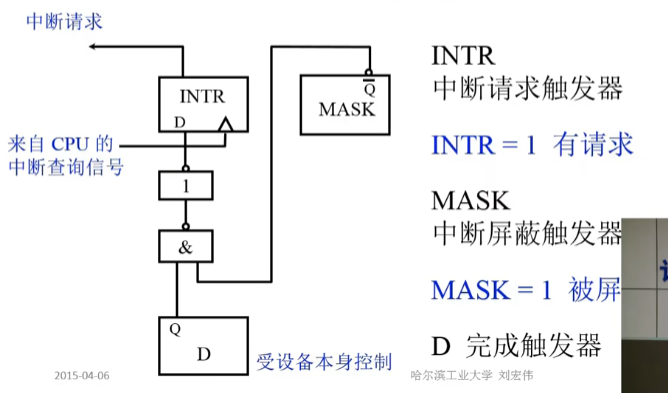 中断请求
INTR
D
来自 CPU 的
中断查询信号
1
&
Q
D
受设备本身控制
Q̅
MASK
INTR
中断请求触发器
INTR = 1 有请求
MASK
中断屏蔽触发器
MASK = 1 被屏
D 完成触发器
2015-04-06
哈尔滨工业大学 刘宏伟